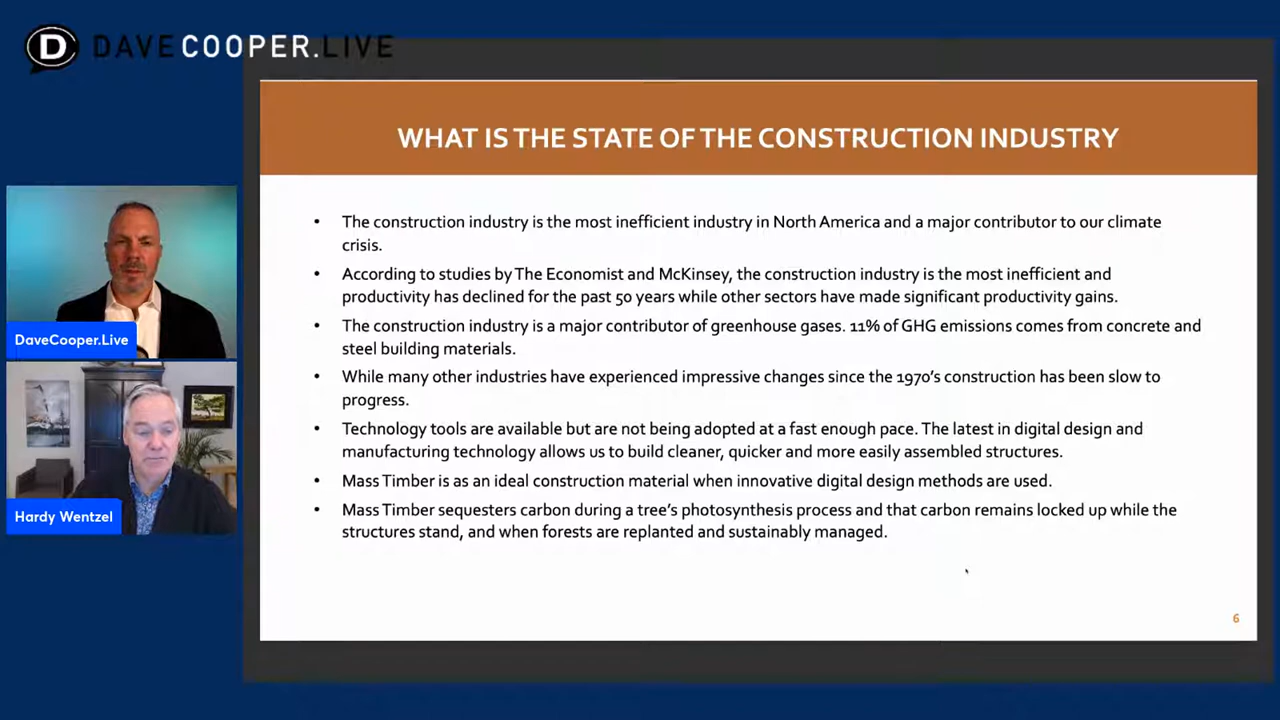 D DAVECOOPER.LIVE
WHAT IS THE STATE OF THE CONSTRUCTION INDUSTRY
• The construction industry is the most inefficient industry in North America and a major contributor to our climate
crisis.
• According to studies by The Economist and McKinsey, the construction industry is the most inefficient and
productivity has declined for the past 50 years while other sectors have made significant productivity gains.
• The construction industry is a major contributor of greenhouse gases. 11% of GHG emissions comes from concrete and
steel building materials.
• While many other industries have experienced impressive changes since the 1970's construction has been slow to
progress.
• Technology tools are available but are not being adopted at a fast enough pace. The latest in digital design and
manufacturing technology allows us to build cleaner, quicker and more easily assembled structures.
• Mass Timber is as an ideal construction material when innovative digital design methods are used.
• Mass Timber sequesters carbon during a tree's photosynthesis process and that carbon remains locked up while the
structures stand, and when forests are replanted and sustainably managed.
6
DaveCooper.Live
Hardy Wentzel